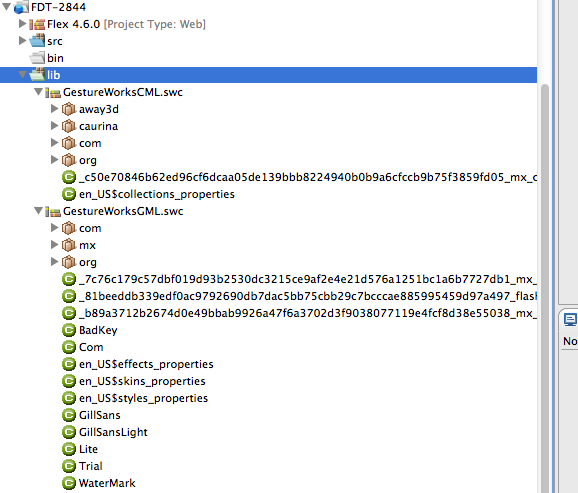 FDT-2844
Flex 4.6.0 [Project Type: Web]
src
bin
lib
GestureWorksCML.swc
away3d
caurina
com
org
_c50e70846b62ed96cf6dcaa05de139bbb8224940b0b9a6cfccb9b75f3859fd05_mx_c
en_US$collections_properties
GestureWorksGML.swc
com
mx
org
_7c76c179c57dbf019d93b2530dc3215ce9af2e4e21d576a1251bc1a6b7727db1_mx_
_81beeddb339edf0ac9792690db7dac5bb75cbb29c7bcccae885995459d97a497_flash
_b89a3712b2674d0e49bbab9926a47f6a3702d3f9038077119e4fcf8d38e55038_mx_
BadKey
Com
en_US$effects_properties
en_US$skins_properties
en_US$styles_properties
GillSans
GillSansLight
Lite
Trial
WaterMark
No